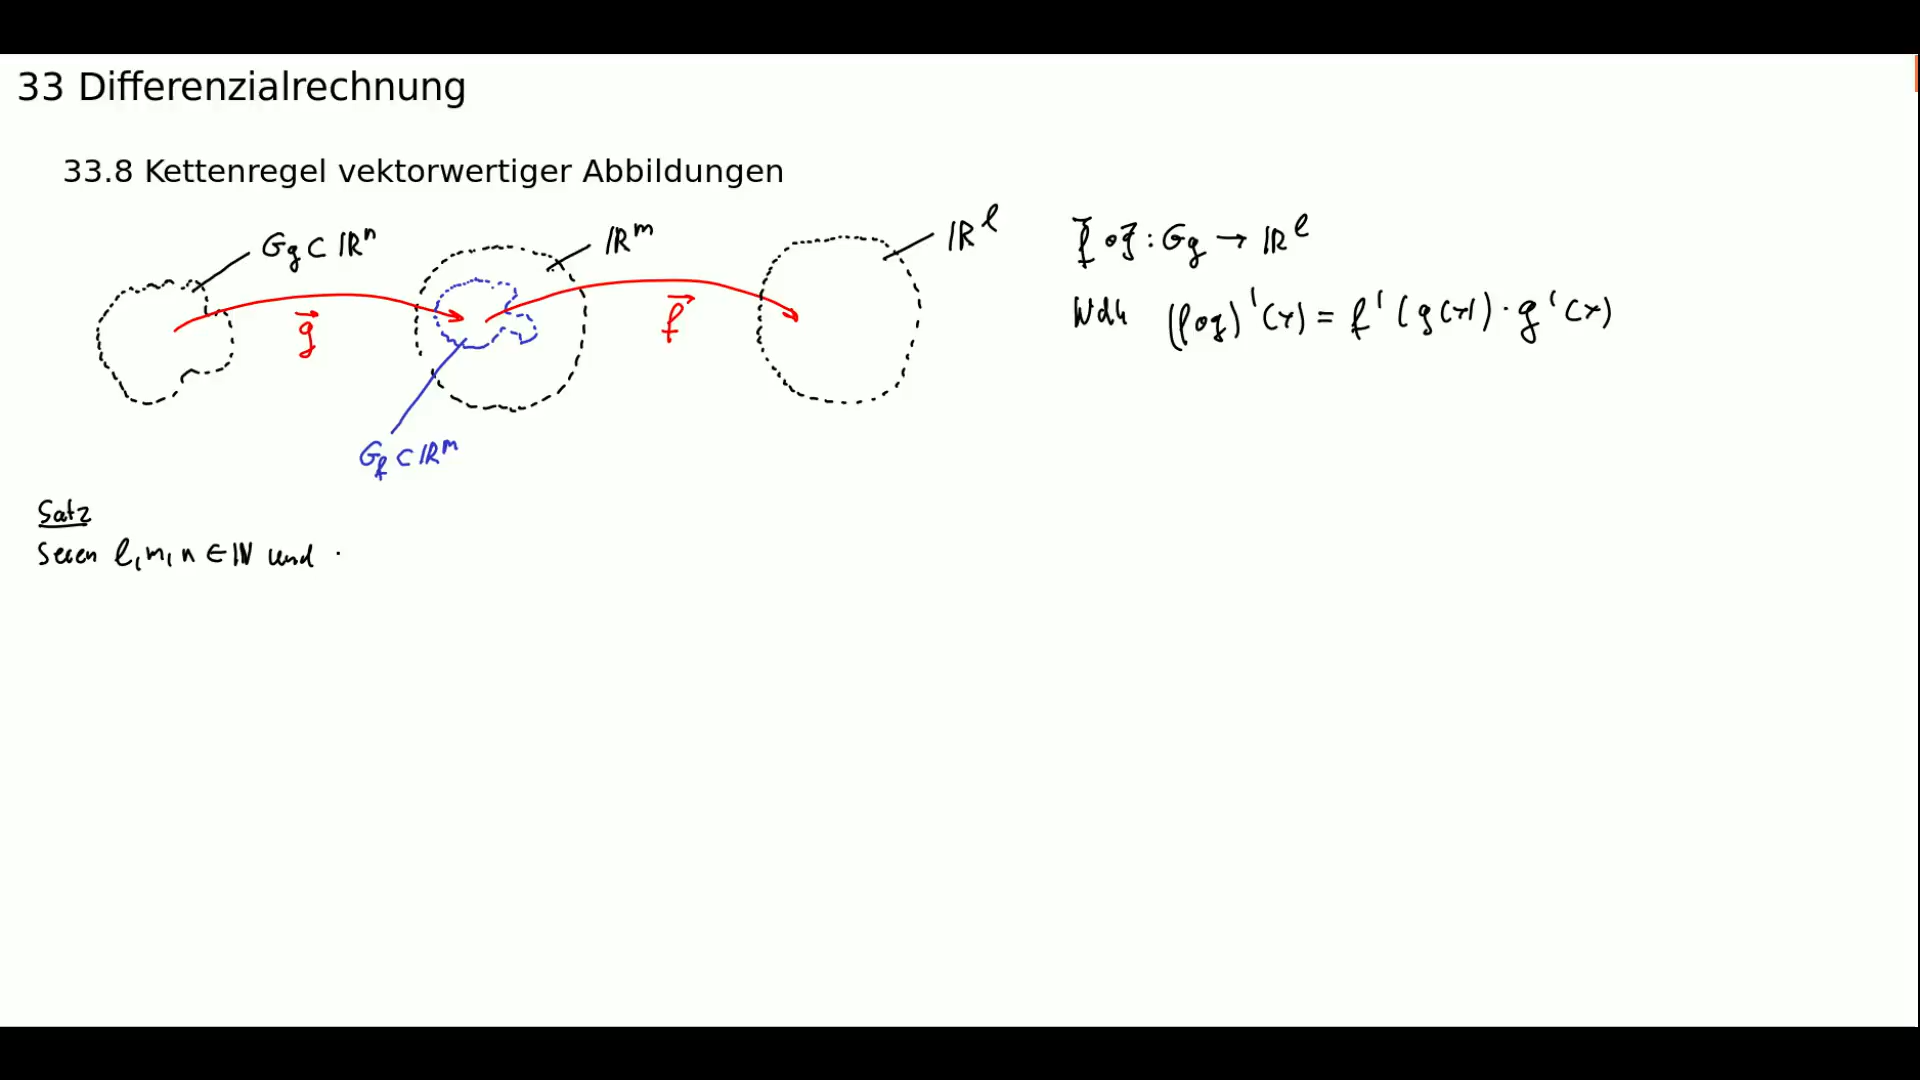 33 Differenzialrechnung
33.8 Kettenregel vektorwertiger Abbildungen
G_g ⊂ ℝ^n
ℝ^m
ℝ^l
g⃗
f⃗
G_f ⊂ ℝ^m
f⃗ ∘ g⃗ : G_g → ℝ^l
Wdh (f∘g)'(x) = f'(g(x)) · g'(x)
Satz
Seien l, m, n ∈ ℕ und